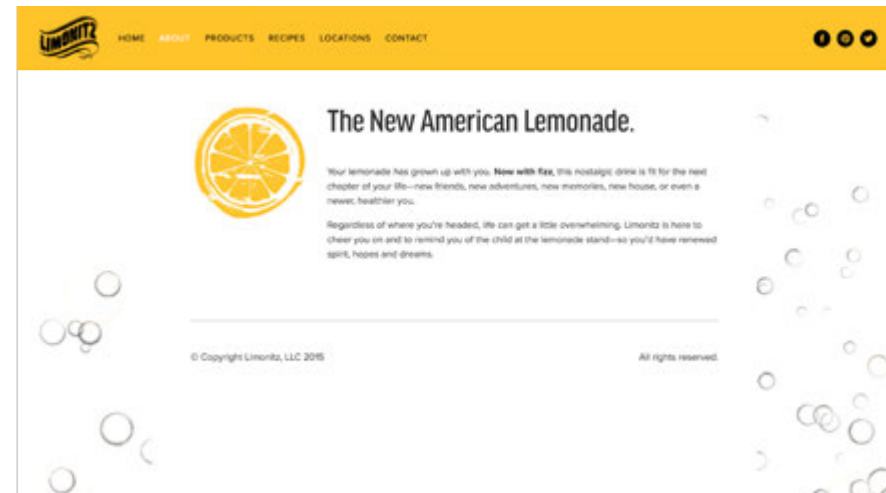 LIMONITZ
HOME ABOUT PRODUCTS RECIPES LOCATIONS CONTACT
The New American Lemonade.
Your lemonade has grown up with you. Now with fizz, this nostalgic drink is fit for the next
chapter of your life—new friends, new adventures, new memories, new house, or even a
newer, healthier you.
Regardless of where you're headed, life can get a little overwhelming. Limonitz is here to
cheer you on and to remind you of the child at the lemonade stand—so you'd have renewed
spirit, hopes and dreams.
© Copyright Limonitz, LLC 2015 All rights reserved.